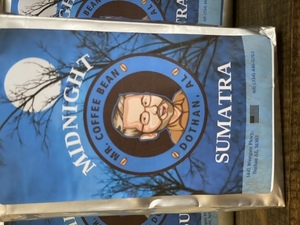 MIDNIGHT
MR. COFFEE BEAN
DOTHAN, AL
SUMATRA